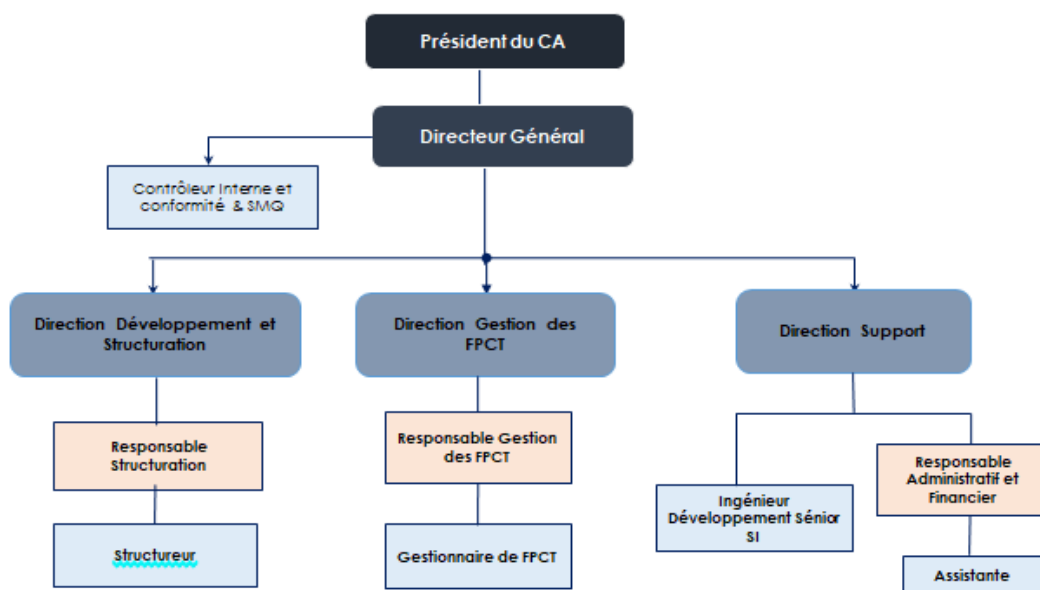 Président du CA
Directeur Général
Contrôleur Interne et
conformité & SMQ
Direction Développement et
Structuration
Direction Gestion des
FPCT
Direction Support
Responsable
Structuration
Responsable Gestion
des FPCT
Responsable
Administratif et
Financier
Ingénieur
Développement Sénior
SI
Structureur
Gestionnaire de FPCT
Assistante